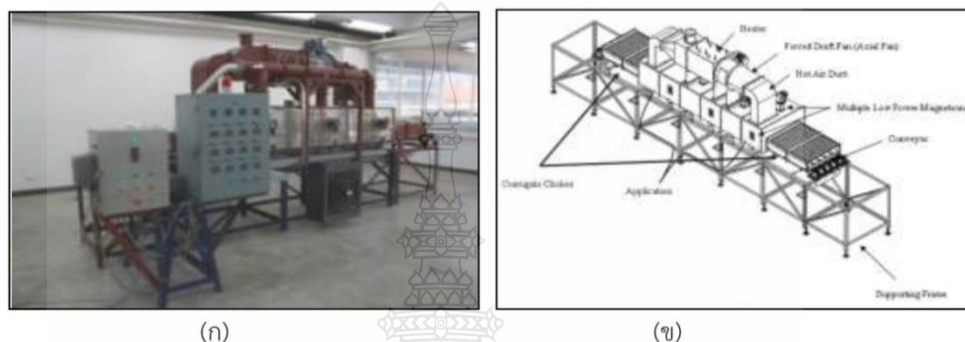 Heater
Forced Draft Fan (Axial Fan)
Hot Air Duct
Multiple Low Power Magnetrons
Conveyor
Corrugate Chokes
Applicators
Supporting Frame
(ก)
(ข)